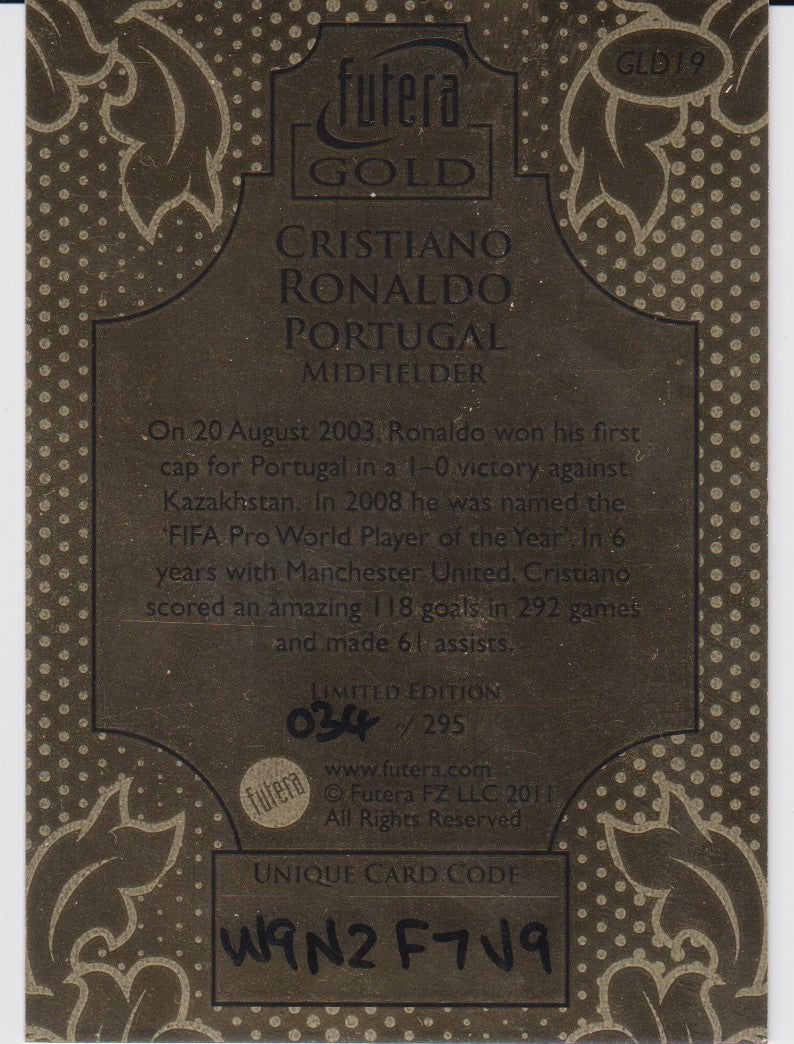 GLD19
futera
GOLD
CRISTIANO
RONALDO
PORTUGAL
MIDFIELDER
On 20 August 2003, Ronaldo won his first
cap for Portugal in a 1–0 victory against
Kazakhstan. In 2008 he was named the
'FIFA Pro World Player of the Year'. In 6
years with Manchester United, Cristiano
scored an amazing 118 goals in 292 games
and made 61 assists.
LIMITED EDITION
034 of 295
futera
www.futera.com
© Futera FZ LLC 2011
All Rights Reserved
UNIQUE CARD CODE
W9N2F7V9